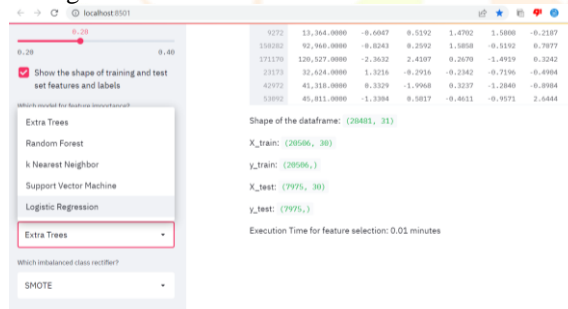 localhost:8501
0.28
0.20 0.40
Show the shape of training and test
set features and labels
Which model for feature importance?
Extra Trees
Random Forest
k Nearest Neighbor
Support Vector Machine
Logistic Regression
Extra Trees
Which imbalanced class rectifier?
SMOTE
9272 13,364.0000 -0.6047 0.5192 1.4702 1.5808 -0.2187
150282 92,960.0000 -0.8243 0.2592 1.5858 -0.5192 0.7877
171170 120,527.0000 -2.3632 2.4107 0.2670 -1.4919 0.3242
23173 32,624.0000 1.3216 -0.2916 -0.2342 -0.7196 -0.4984
42972 41,318.0000 0.3329 -1.9968 0.3237 -1.2840 -0.8984
53092 45,811.0000 -1.3304 0.5817 -0.4611 -0.9571 2.6444
Shape of the dataframe: (28481, 31)
X_train: (20506, 30)
y_train: (20506,)
X_test: (7975, 30)
y_test: (7975,)
Execution Time for feature selection: 0.01 minutes